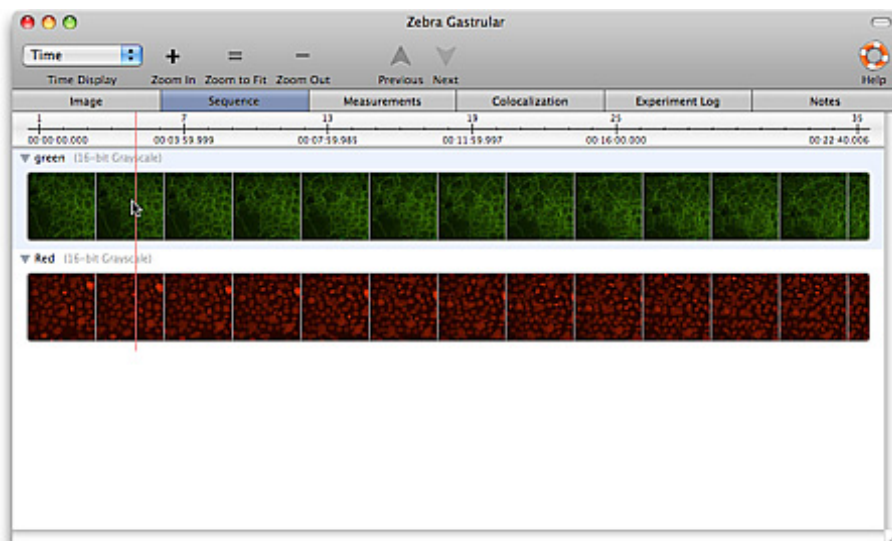 Zebra Gastrular
Time
Time Display Zoom In Zoom to Fit Zoom Out Previous Next Help
Image Sequence Measurements Colocalization Experiment Log Notes
1 7 13 19 25 35
00:00:00.000 00:03:59.999 00:07:59.985 00:11:59.997 00:16:00.000 00:22:40.006
green (16-bit Grayscale)
Red (16-bit Grayscale)